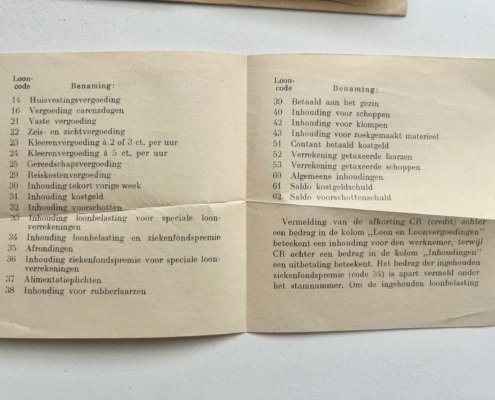 Loon-
code Benaming:
14 Huisvestingsvergoeding
16 Vergoeding carenzdagen
21 Vaste vergoeding
22 Zeis- en zichtvergoeding
23 Kleerenvergoeding à 2 of 3 ct. per uur
24 Kleerenvergoeding à 5 ct. per uur
25 Gereedschapsvergoeding
29 Reiskostenvergoeding
30 Inhouding tekort vorige week
31 Inhouding kostgeld
32 Inhouding voorschotten
33 Inhouding loonbelasting voor speciale loon-
verrekeningen
34 Inhouding loonbelasting en ziekenfondspremie
35 Afrondingen
36 Inhouding ziekenfondspremie voor speciale loon-
verrekeningen
37 Alimentatieplichten
38 Inhouding voor rubberlaarzen
Loon-
code Benaming:
39 Betaald aan het gezin
40 Inhouding voor schoppen
42 Inhouding voor klompen
43 Inhouding voor zoekgemaakt materieel
51 Contant betaald kostgeld
52 Verrekening getaxeerde laarzen
53 Verrekening getaxeerde schoppen
60 Algemeene inhoudingen
61 Saldo kostgeldschuld
62 Saldo voorschottenschuld
Vermelding van de afkorting CR (credit) achter
een bedrag in de kolom „Loon en Loonvergoedingen”
beteekent een inhouding voor den werknemer, terwijl
CR achter een bedrag in de kolom „Inhoudingen”
een uitbetaling beteekent. Het bedrag der ingehouden
ziekenfondspremie (code 34) is apart vermeld onder
het stamnummer. Om de ingehouden loonbelasting